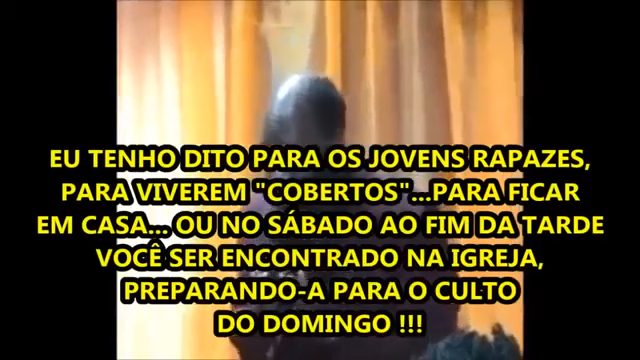 EU TENHO DITO PARA OS JOVENS RAPAZES,
PARA VIVEREM "COBERTOS"...PARA FICAR
EM CASA... OU NO SÁBADO AO FIM DA TARDE
VOCÊ SER ENCONTRADO NA IGREJA,
PREPARANDO-A PARA O CULTO
DO DOMINGO !!!